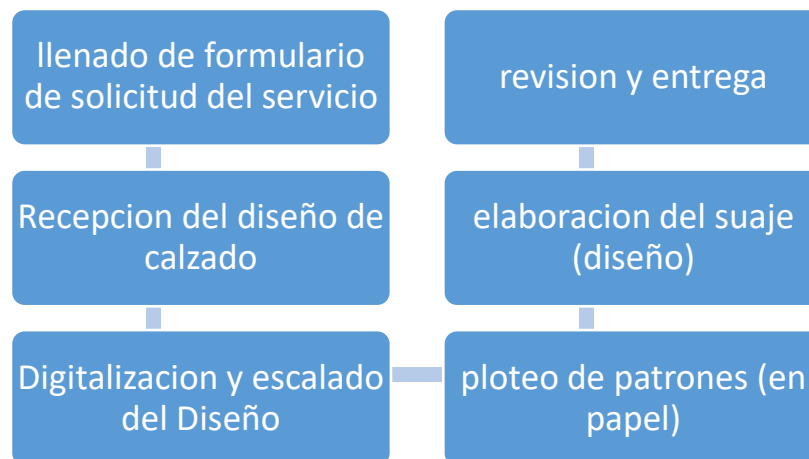 llenado de formulario
de solicitud del servicio
Recepcion del diseño de
calzado
Digitalizacion y escalado
del Diseño
ploteo de patrones (en
papel)
elaboracion del suaje
(diseño)
revision y entrega